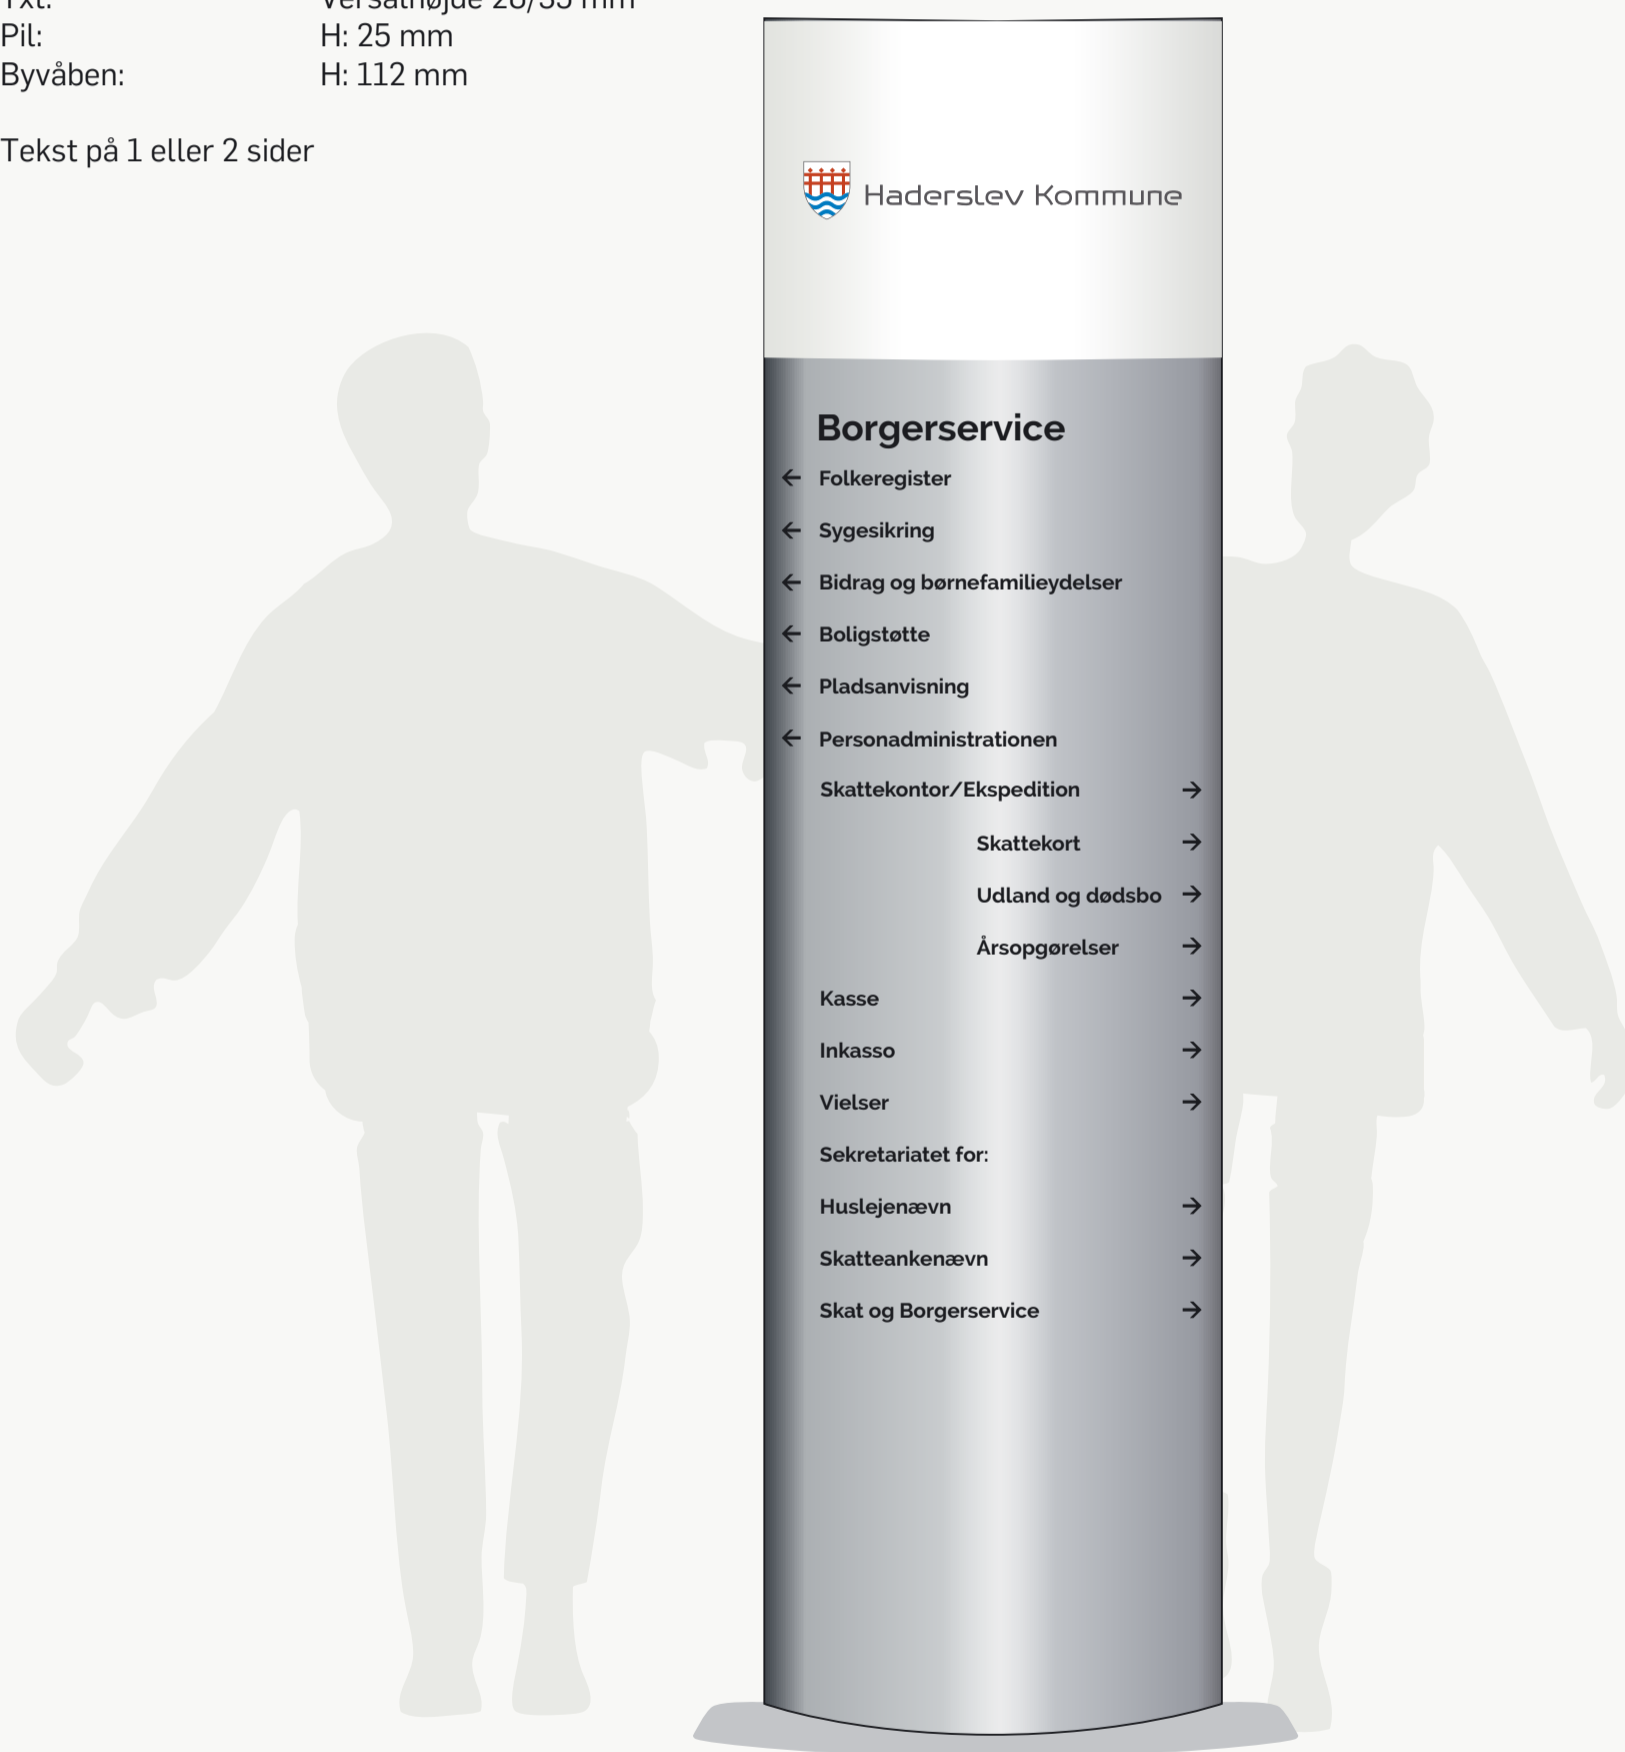 Pil: H: 25 mm
Byvåben: H: 112 mm
Tekst på 1 eller 2 sider
Haderslev Kommune
Borgerservice
← Folkeregister
← Sygesikring
← Bidrag og børnefamilieydelser
← Boligstøtte
← Pladsanvisning
← Personadministrationen
Skattekontor/Ekspedition →
Skattekort →
Udland og dødsbo →
Årsopgørelser →
Kasse →
Inkasso →
Vielser →
Sekretariatet for:
Huslejenævn →
Skatteankenævn →
Skat og Borgerservice →